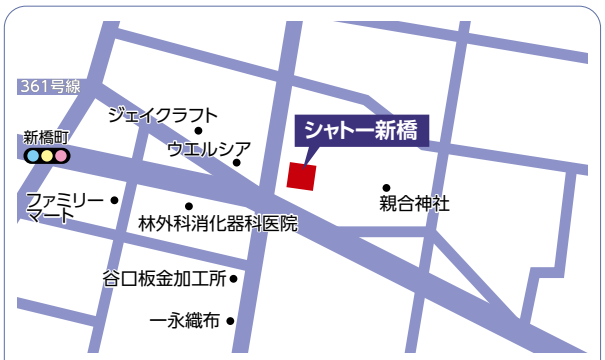 361号線
ジェイクラフト
新橋町
ウエルシア
シャトー新橋
ファミリー
マート
親合神社
林外科消化器科医院
谷口板金加工所
一永織布